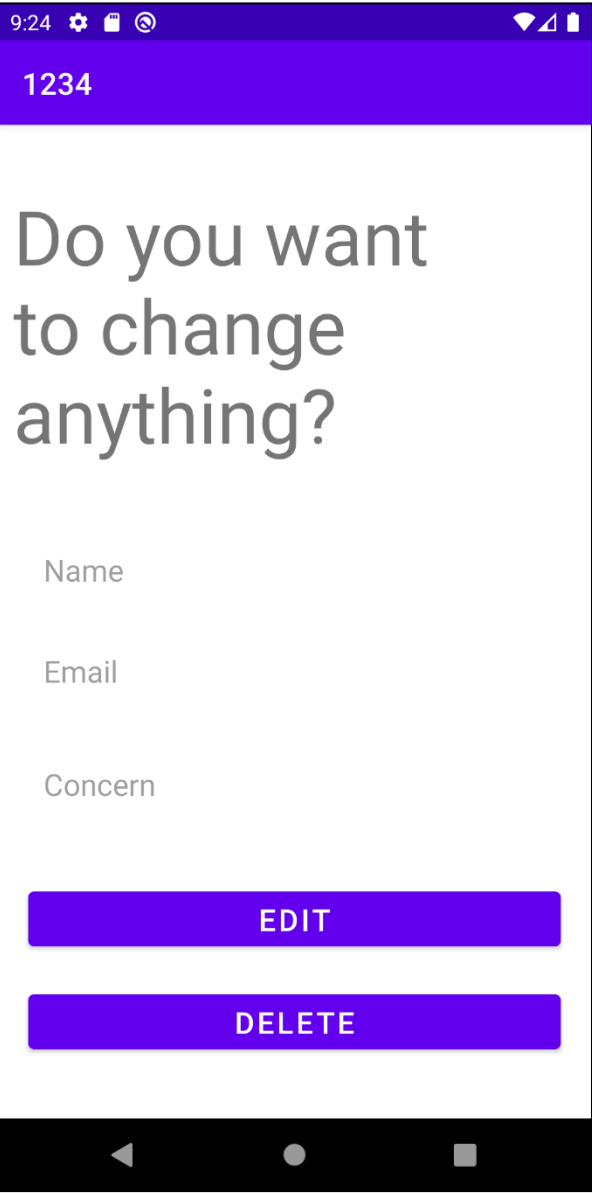 9:24
1234
Do you want
to change
anything?
Name
Email
Concern
EDIT
DELETE